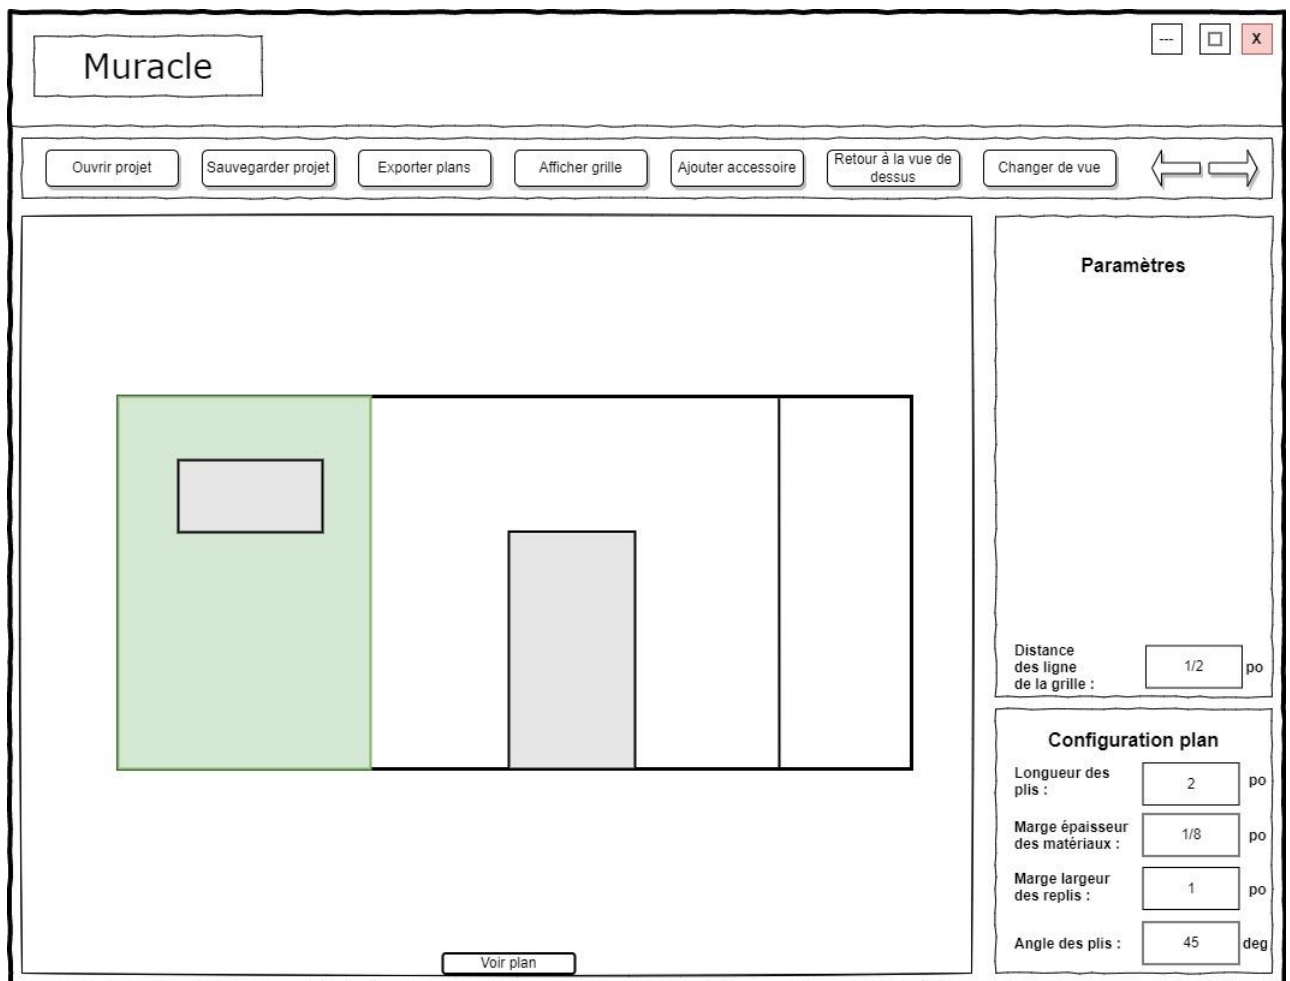 Muracle
--- X
Ouvrir projet Sauvegarder projet Exporter plans Afficher grille Ajouter accessoire Retour à la vue de
dessus Changer de vue
Paramètres
Distance
des ligne
de la grille : 1/2 po
Configuration plan
Longueur des
plis : 2 po
Marge épaisseur
des matériaux : 1/8 po
Marge largeur
des replis : 1 po
Angle des plis : 45 deg
Voir plan